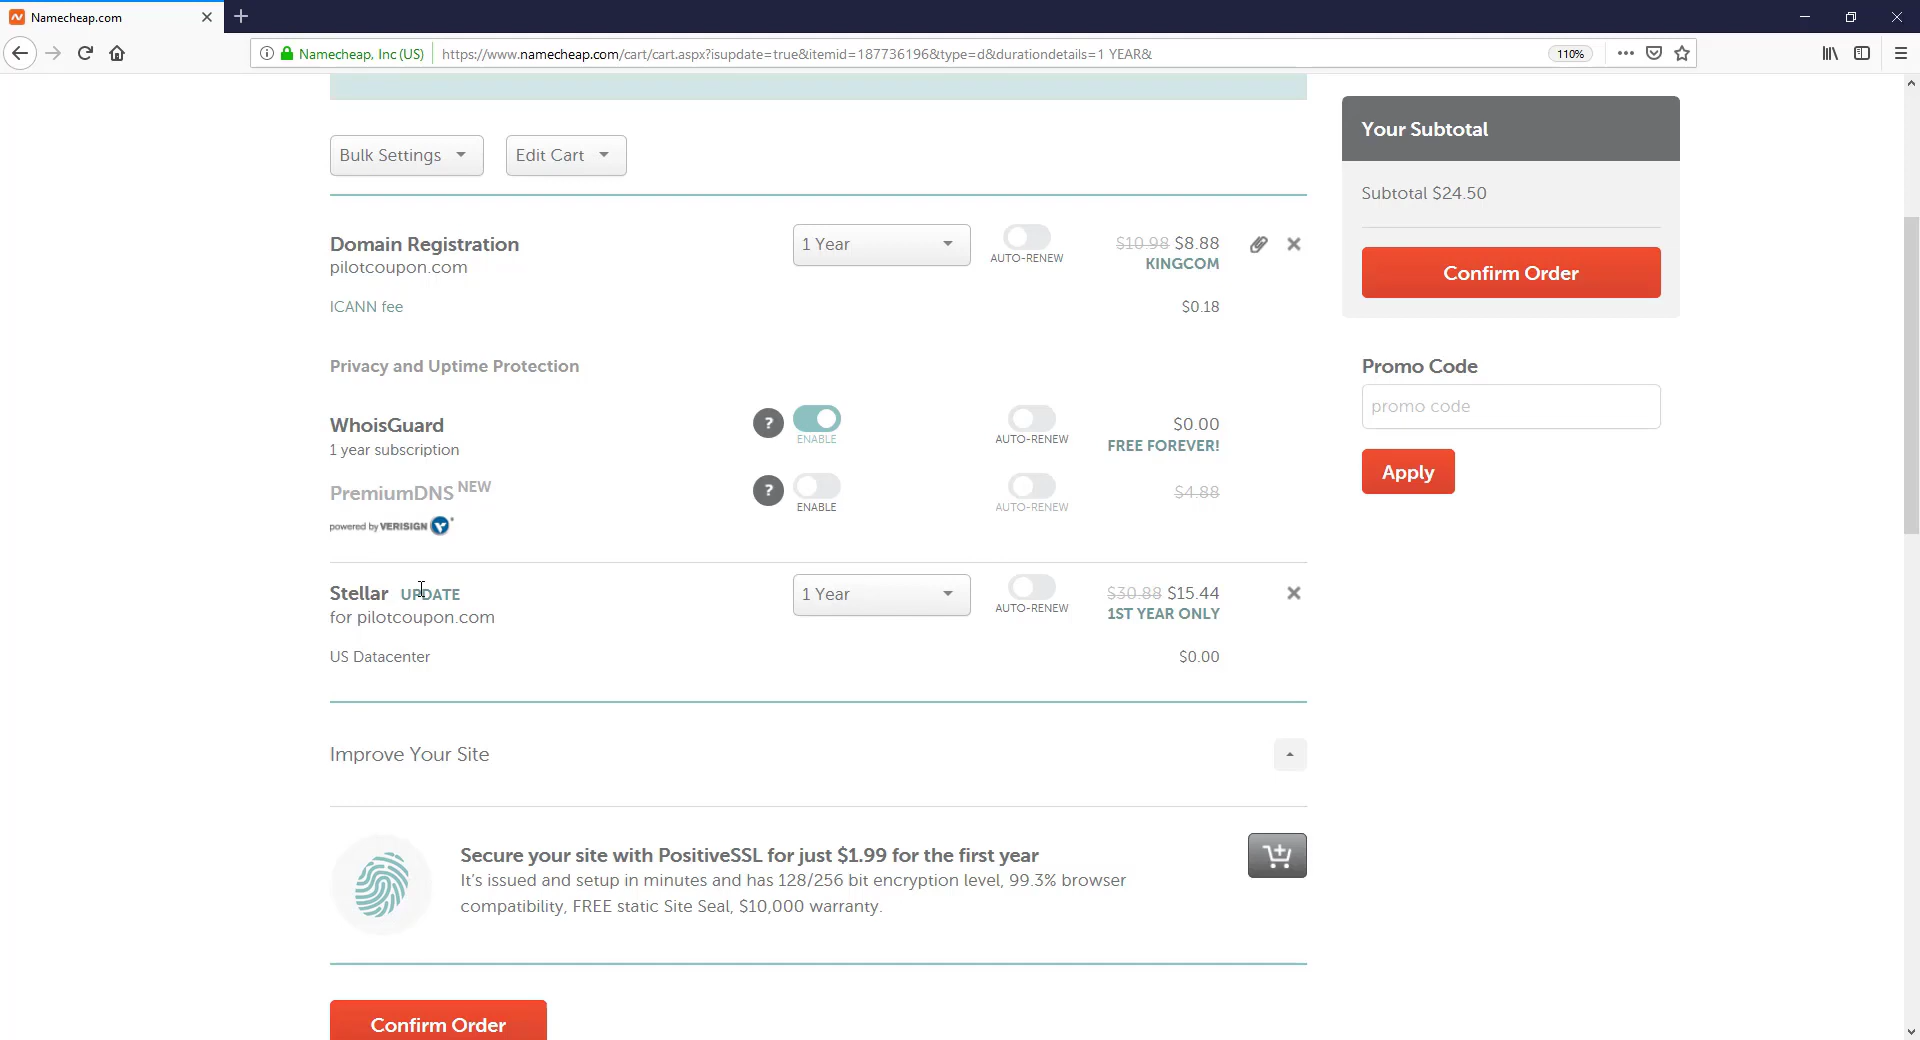 Namecheap.com
Namecheap, Inc (US)
https://www.namecheap.com/cart/cart.aspx?isupdate=true&itemid=187736196&type=d&durationdetails=1 YEAR&
110%
Bulk Settings
Edit Cart
Domain Registration
pilotcoupon.com
1 Year
AUTO-RENEW
$10.98 $8.88
KINGCOM
ICANN fee
$0.18
Privacy and Uptime Protection
WhoisGuard
1 year subscription
?
ENABLE
AUTO-RENEW
$0.00
FREE FOREVER!
PremiumDNS NEW
powered by VERISIGN
?
ENABLE
AUTO-RENEW
$4.88
Stellar UPDATE
for pilotcoupon.com
1 Year
AUTO-RENEW
$30.88 $15.44
1ST YEAR ONLY
US Datacenter
$0.00
Improve Your Site
Secure your site with PositiveSSL for just $1.99 for the first year
It's issued and setup in minutes and has 128/256 bit encryption level, 99.3% browser
compatibility, FREE static Site Seal, $10,000 warranty.
Confirm Order
Your Subtotal
Subtotal $24.50
Confirm Order
Promo Code
promo code
Apply